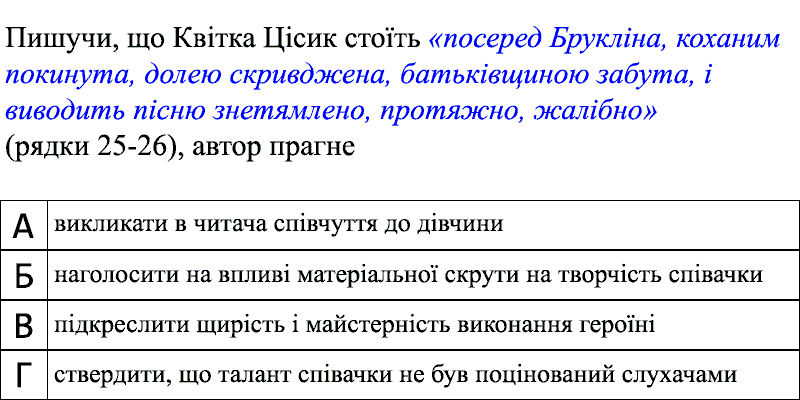 Пишучи, що Квітка Цісик стоїть «посеред Брукліна, коханим
покинута, долею скривджена, батьківщиною забута, і
виводить пісню знетямлено, протяжно, жалібно»
(рядки 25-26), автор прагне
А викликати в читача співчуття до дівчини
Б наголосити на впливі матеріальної скрути на творчість співачки
В підкреслити щирість і майстерність виконання героїні
Г ствердити, що талант співачки не був поцінований слухачами